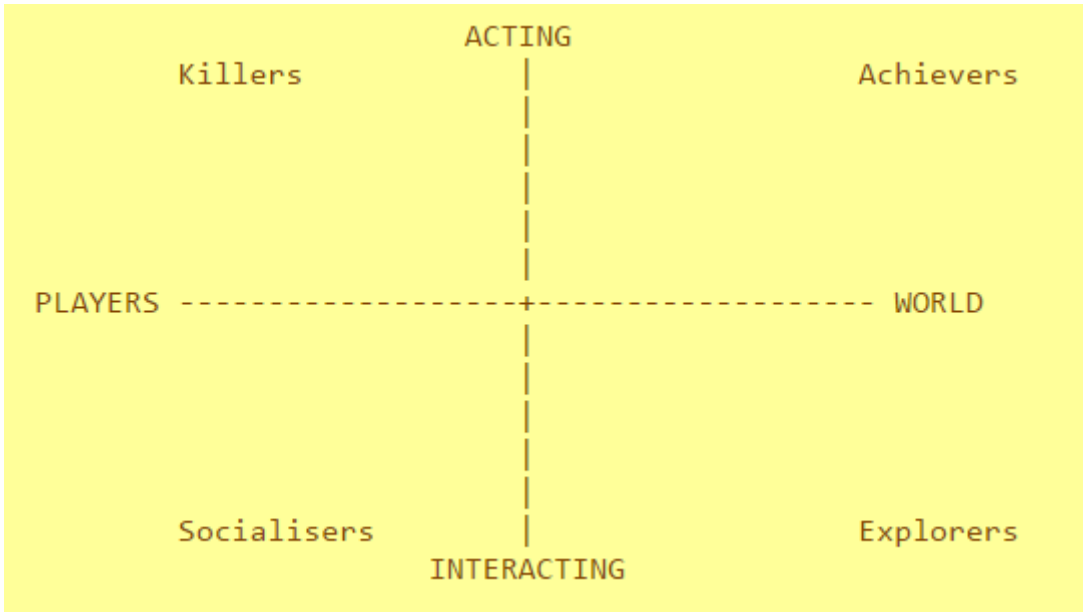 ACTING
Killers | Achievers
|
|
|
|
|
PLAYERS -------------------+------------------- WORLD
|
|
|
|
|
Socialisers | Explorers
INTERACTING